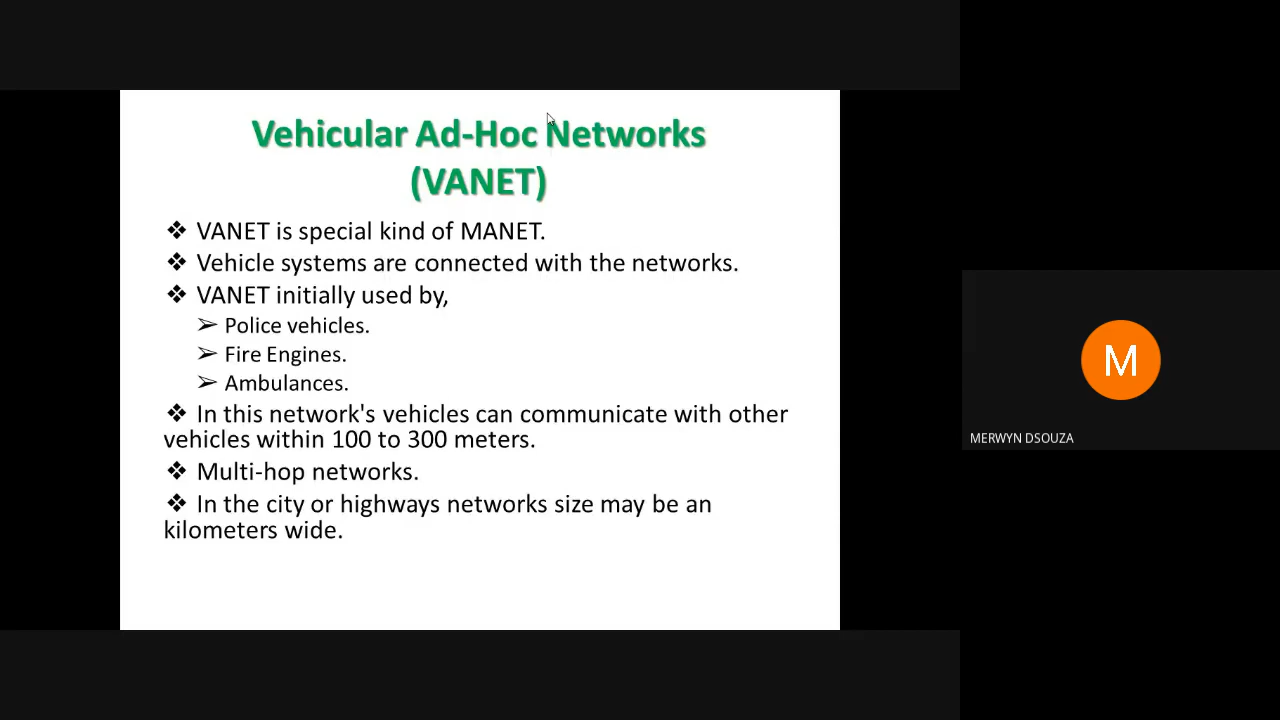 Vehicular Ad-Hoc Networks
(VANET)
❖ VANET is special kind of MANET.
❖ Vehicle systems are connected with the networks.
❖ VANET initially used by,
➢ Police vehicles.
➢ Fire Engines.
➢ Ambulances.
❖ In this network's vehicles can communicate with other
vehicles within 100 to 300 meters.
❖ Multi-hop networks.
❖ In the city or highways networks size may be an
kilometers wide.
M
MERWYN DSOUZA